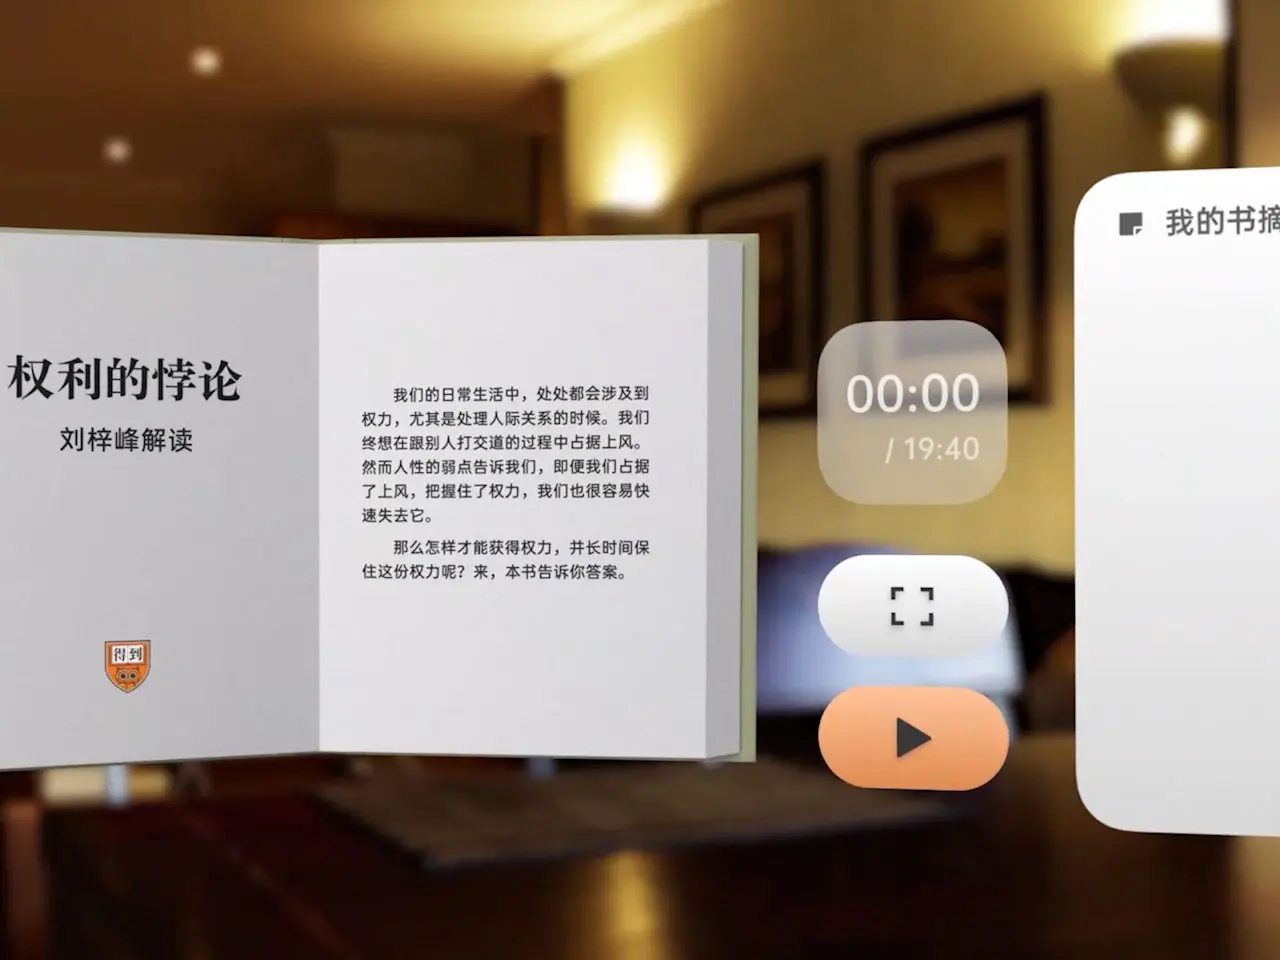 权利的悖论
刘梓峰解读
得到
我们的日常生活中，处处都会涉及到
权力，尤其是处理人际关系的时候。我们
终想在跟别人打交道的过程中占据上风。
然而人性的弱点告诉我们，即便我们占据
了上风，把握住了权力，我们也很容易快
速失去它。
那么怎样才能获得权力，并长时间保
住这份权力呢？来，本书告诉你答案。
00:00
/ 19:40
我的书摘